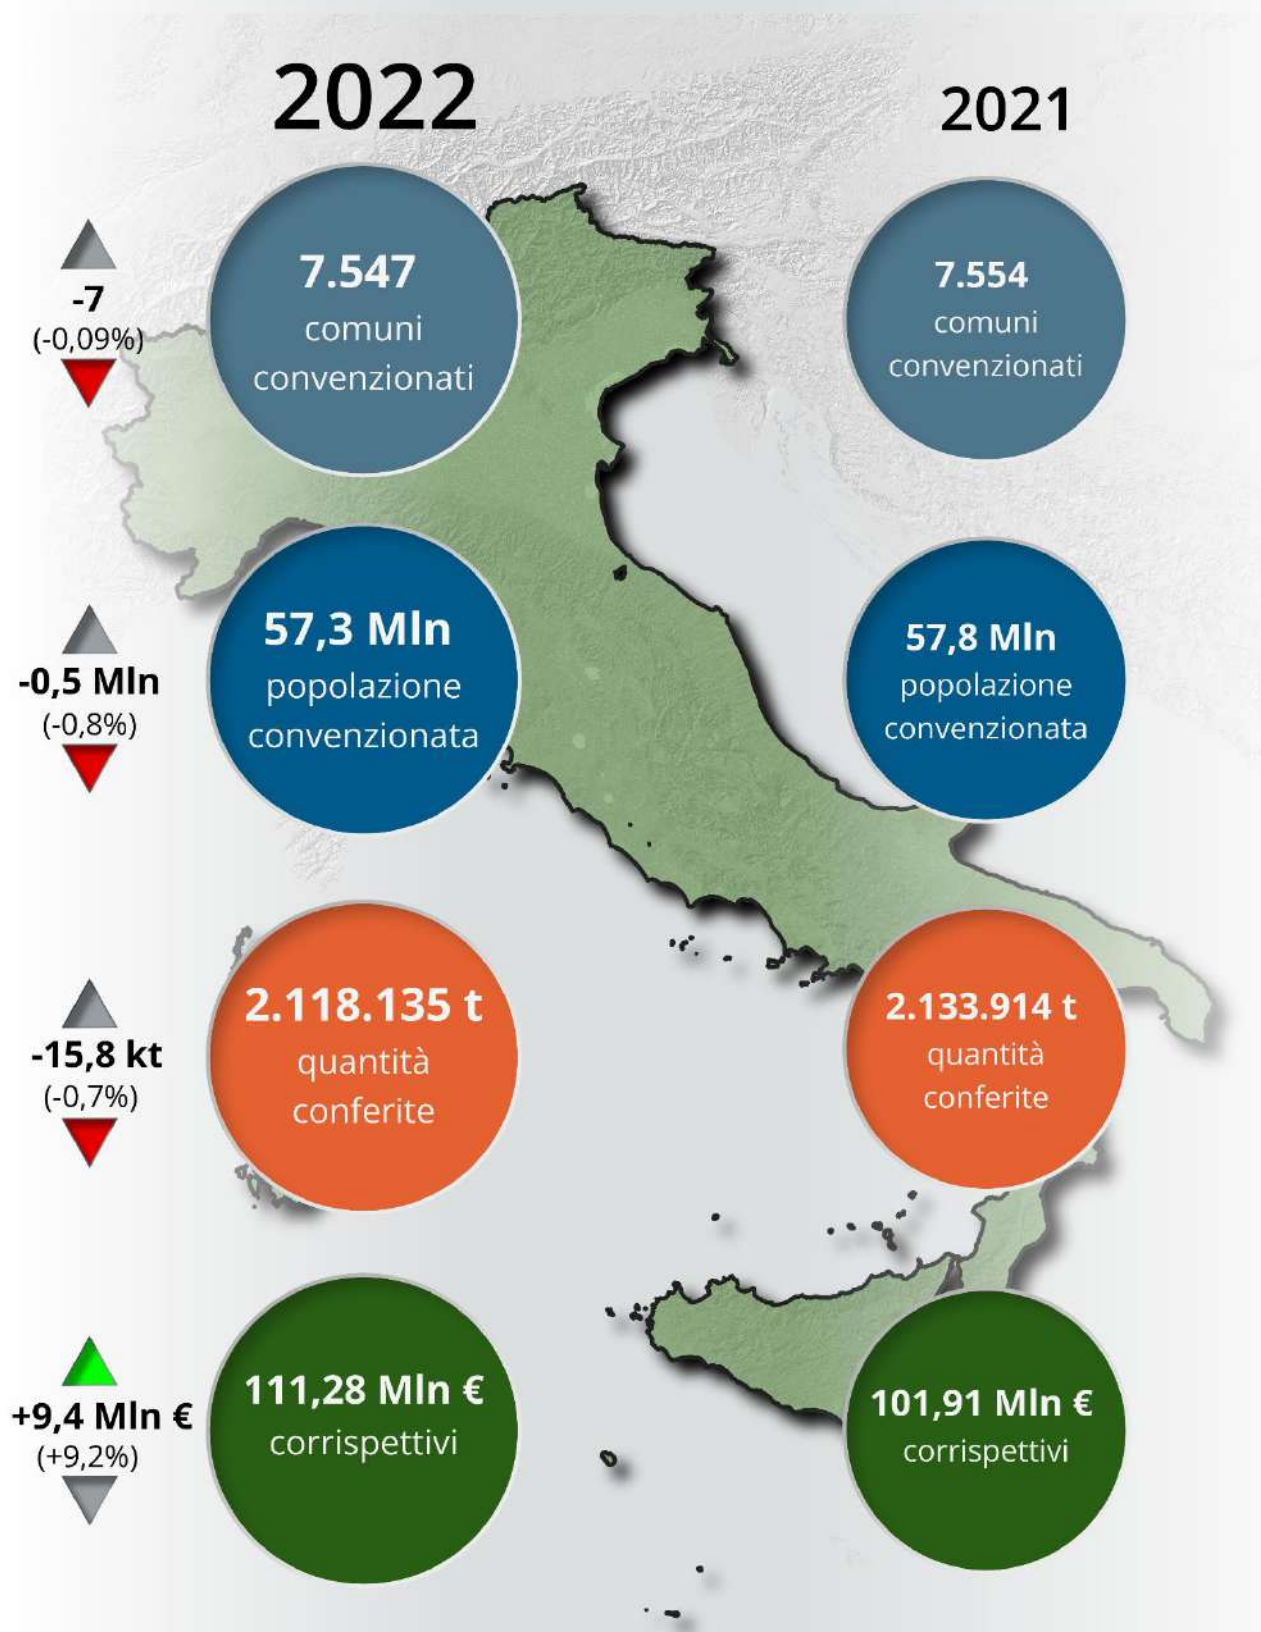 2022
2021
-7
(-0,09%)
7.547
comuni
convenzionati
7.554
comuni
convenzionati
-0,5 Mln
(-0,8%)
57,3 Mln
popolazione
convenzionata
57,8 Mln
popolazione
convenzionata
-15,8 kt
(-0,7%)
2.118.135 t
quantità
conferite
2.133.914 t
quantità
conferite
+9,4 Mln €
(+9,2%)
111,28 Mln €
corrispettivi
101,91 Mln €
corrispettivi